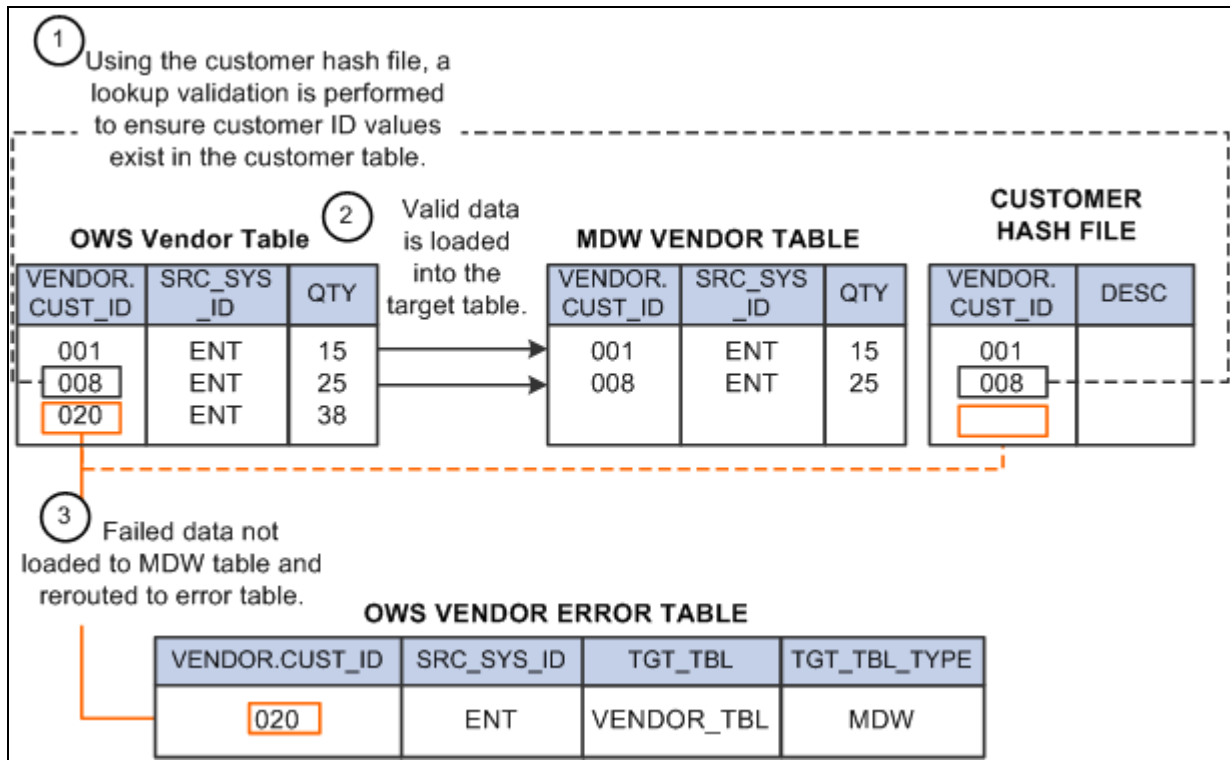 1
Using the customer hash file, a
lookup validation is performed
to ensure customer ID values
exist in the customer table.
2
Valid data
is loaded
into the
target table.
OWS Vendor Table
VENDOR.
CUST_ID
SRC_SYS
_ID
QTY
001 ENT 15
008 ENT 25
020 ENT 38
MDW VENDOR TABLE
VENDOR.
CUST_ID
SRC_SYS
_ID
QTY
001 ENT 15
008 ENT 25
CUSTOMER
HASH FILE
VENDOR.
CUST_ID
DESC
001
008
3
Failed data not
loaded to MDW table and
rerouted to error table.
OWS VENDOR ERROR TABLE
VENDOR.CUST_ID SRC_SYS_ID TGT_TBL TGT_TBL_TYPE
020 ENT VENDOR_TBL MDW